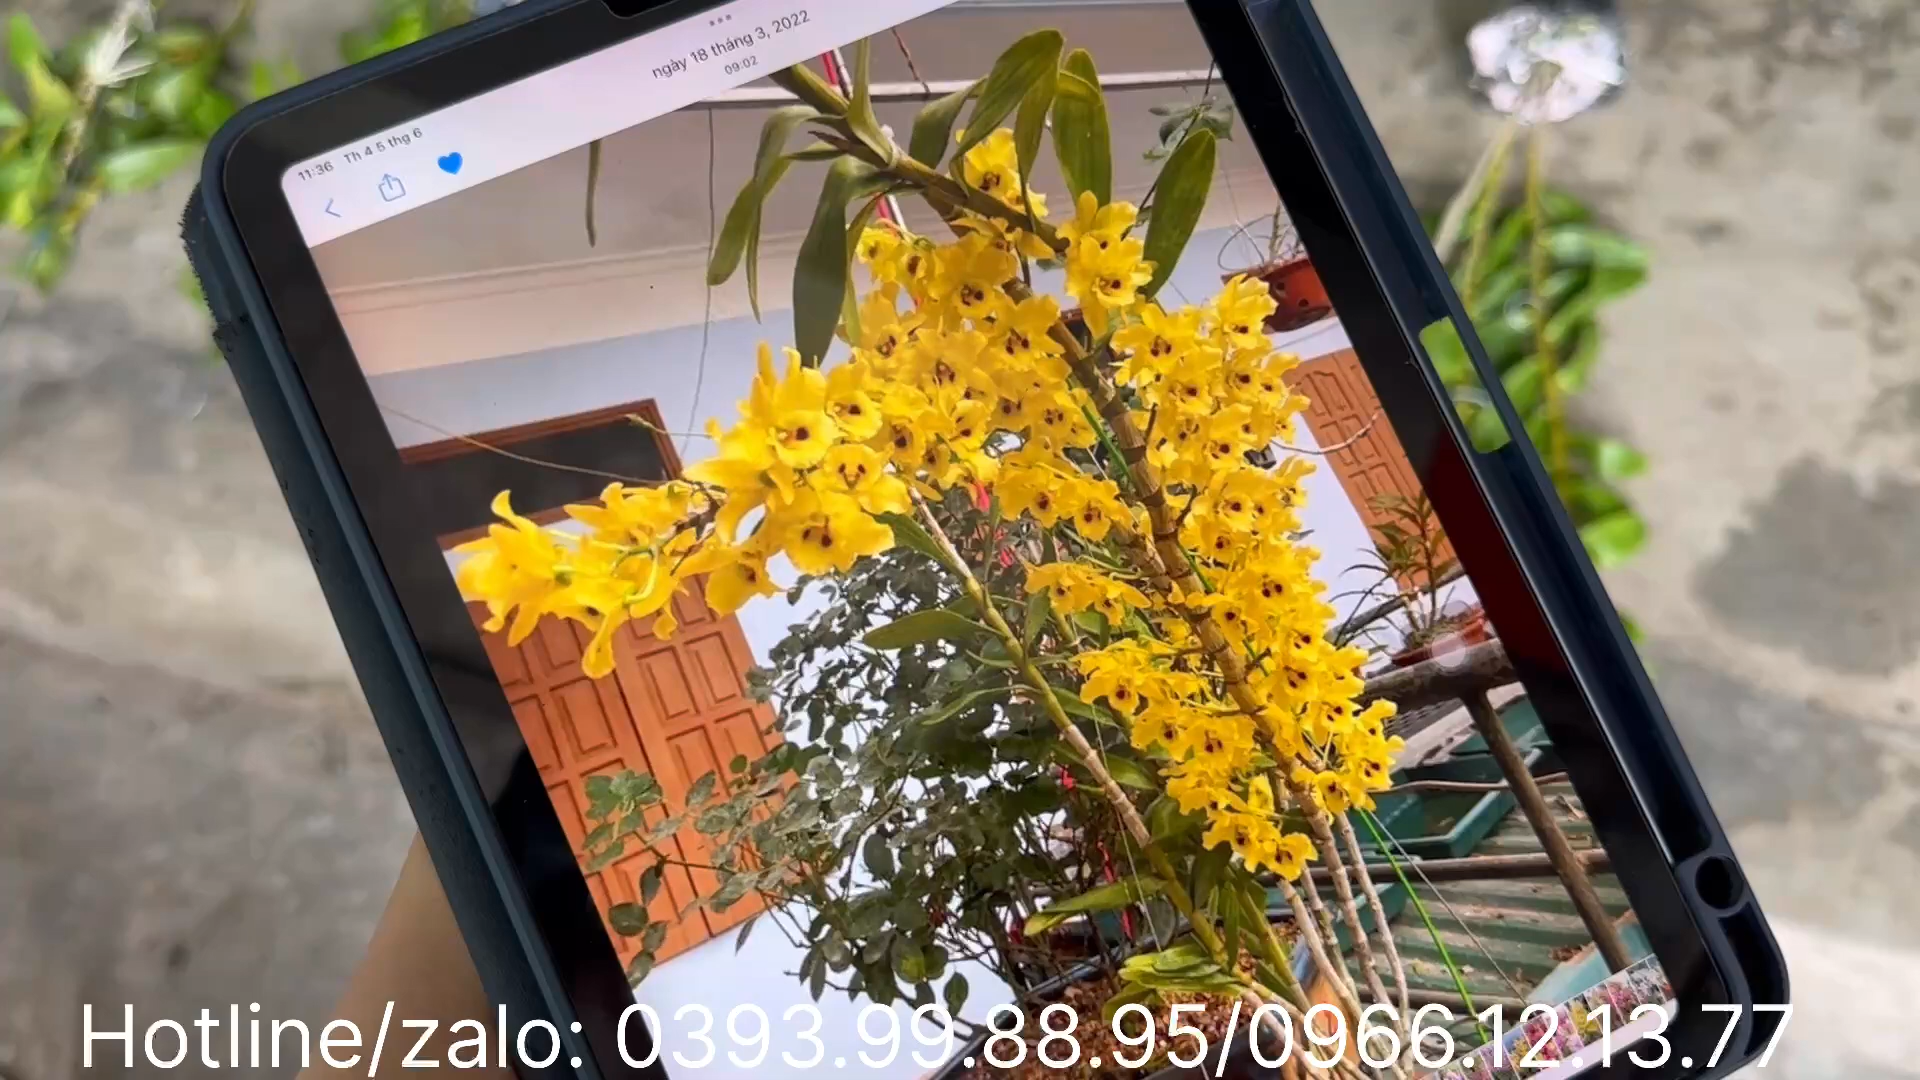 ngày 18 tháng 3, 2022
09:02
11:36 Th 4 5 thg 6
Hotline/zalo: 0393.99.88.95/0966.12.13.77